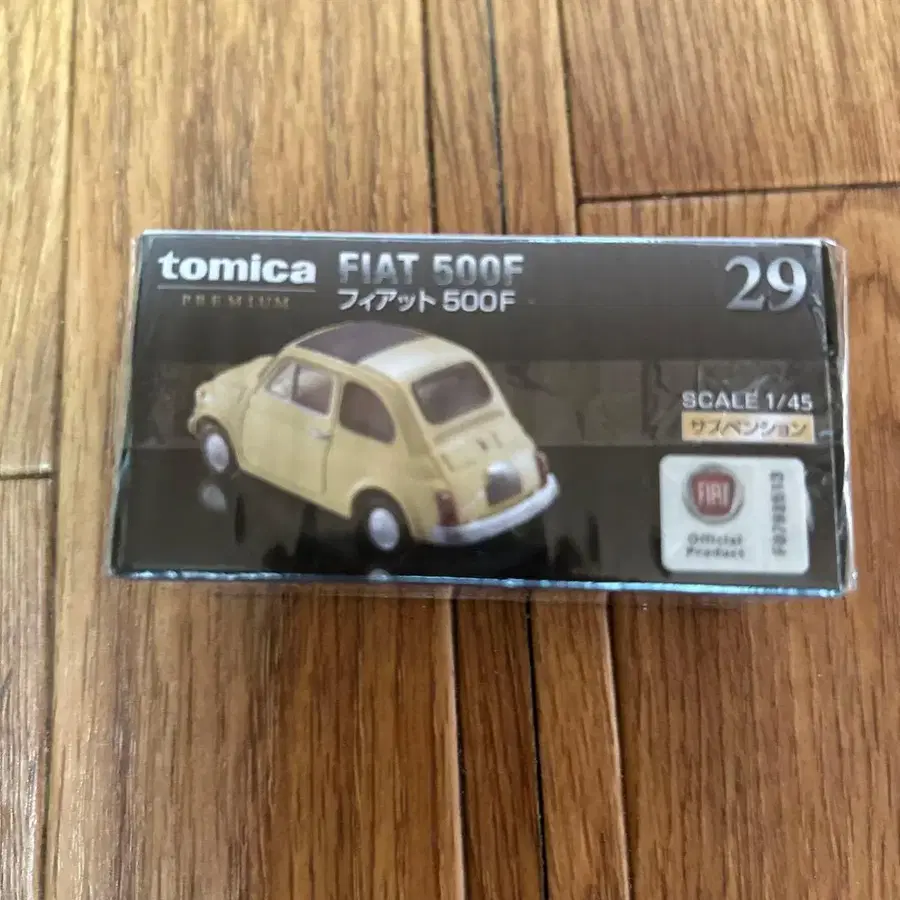 tomica
PREMIUM
FIAT 500F
フィアット 500F
29
SCALE 1/45
サスペンション
FIAT
Official
Product